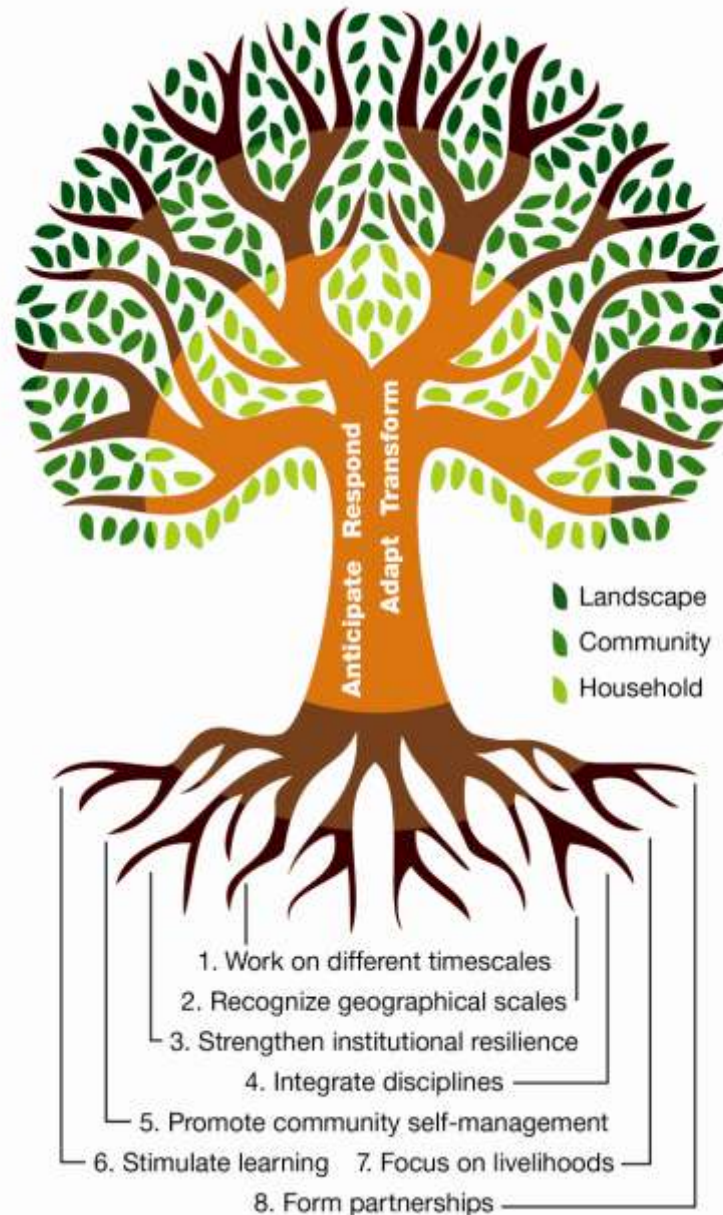 Anticipate Respond
Adapt Transform
Landscape
Community
Household
1. Work on different timescales
2. Recognize geographical scales
3. Strengthen institutional resilience
4. Integrate disciplines
5. Promote community self-management
6. Stimulate learning
7. Focus on livelihoods
8. Form partnerships